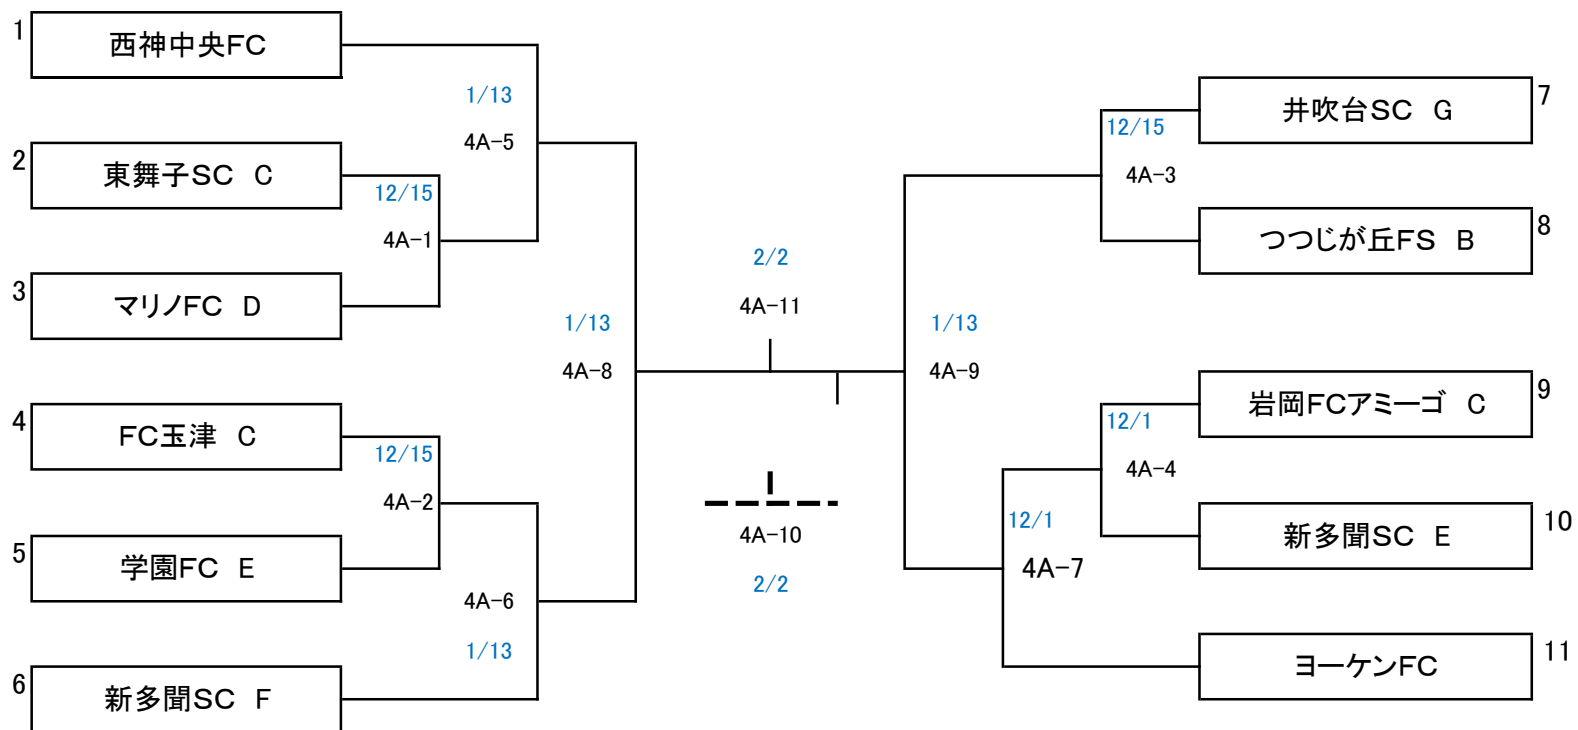 1
西神中央FC
1/13
4A-5
2
東舞子SC C
12/15
4A-1
3
マリノFC D
1/13
4A-8
4
FC玉津 C
12/15
4A-2
5
学園FC E
4A-6
1/13
6
新多聞SC F
2/2
4A-11
4A-10
2/2
7
井吹台SC G
12/15
4A-3
8
つつじが丘FS B
1/13
4A-9
9
岩岡FCアミーゴ C
12/1
4A-4
10
新多聞SC E
12/1
4A-7
11
ヨーケンFC